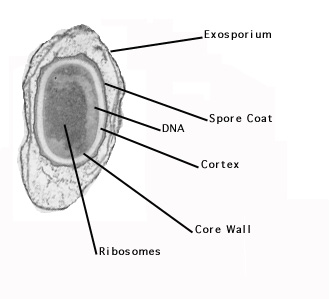 Exosporium
Spore Coat
DNA
Cortex
Core Wall
Ribosomes